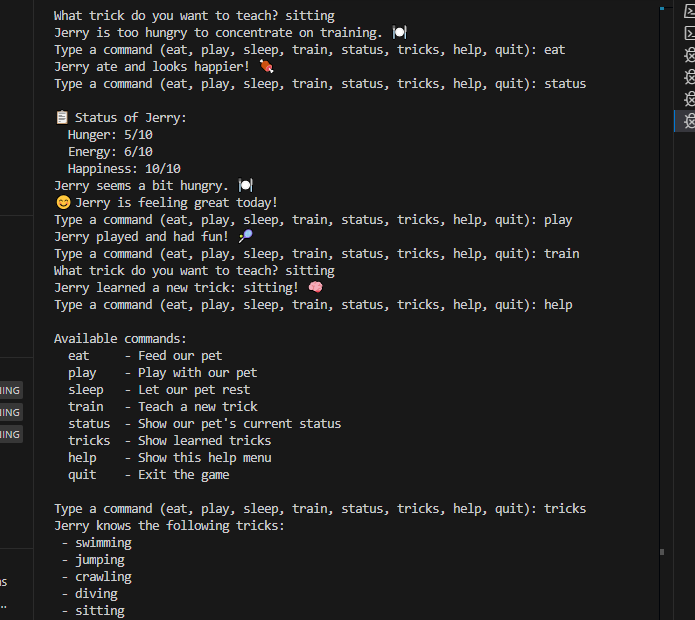 What trick do you want to teach? sitting
Jerry is too hungry to concentrate on training. 🍽️
Type a command (eat, play, sleep, train, status, tricks, help, quit): eat
Jerry ate and looks happier! 🍖
Type a command (eat, play, sleep, train, status, tricks, help, quit): status

📋 Status of Jerry:
  Hunger: 5/10
  Energy: 6/10
  Happiness: 10/10
Jerry seems a bit hungry. 🍽️
😊 Jerry is feeling great today!
Type a command (eat, play, sleep, train, status, tricks, help, quit): play
Jerry played and had fun! 🎾
Type a command (eat, play, sleep, train, status, tricks, help, quit): train
What trick do you want to teach? sitting
Jerry learned a new trick: sitting! 🧠
Type a command (eat, play, sleep, train, status, tricks, help, quit): help

Available commands:
  eat    - Feed our pet
  play   - Play with our pet
  sleep  - Let our pet rest
  train  - Teach a new trick
  status - Show our pet's current status
  tricks - Show learned tricks
  help   - Show this help menu
  quit   - Exit the game

Type a command (eat, play, sleep, train, status, tricks, help, quit): tricks
Jerry knows the following tricks:
 - swimming
 - jumping
 - crawling
 - diving
 - sitting